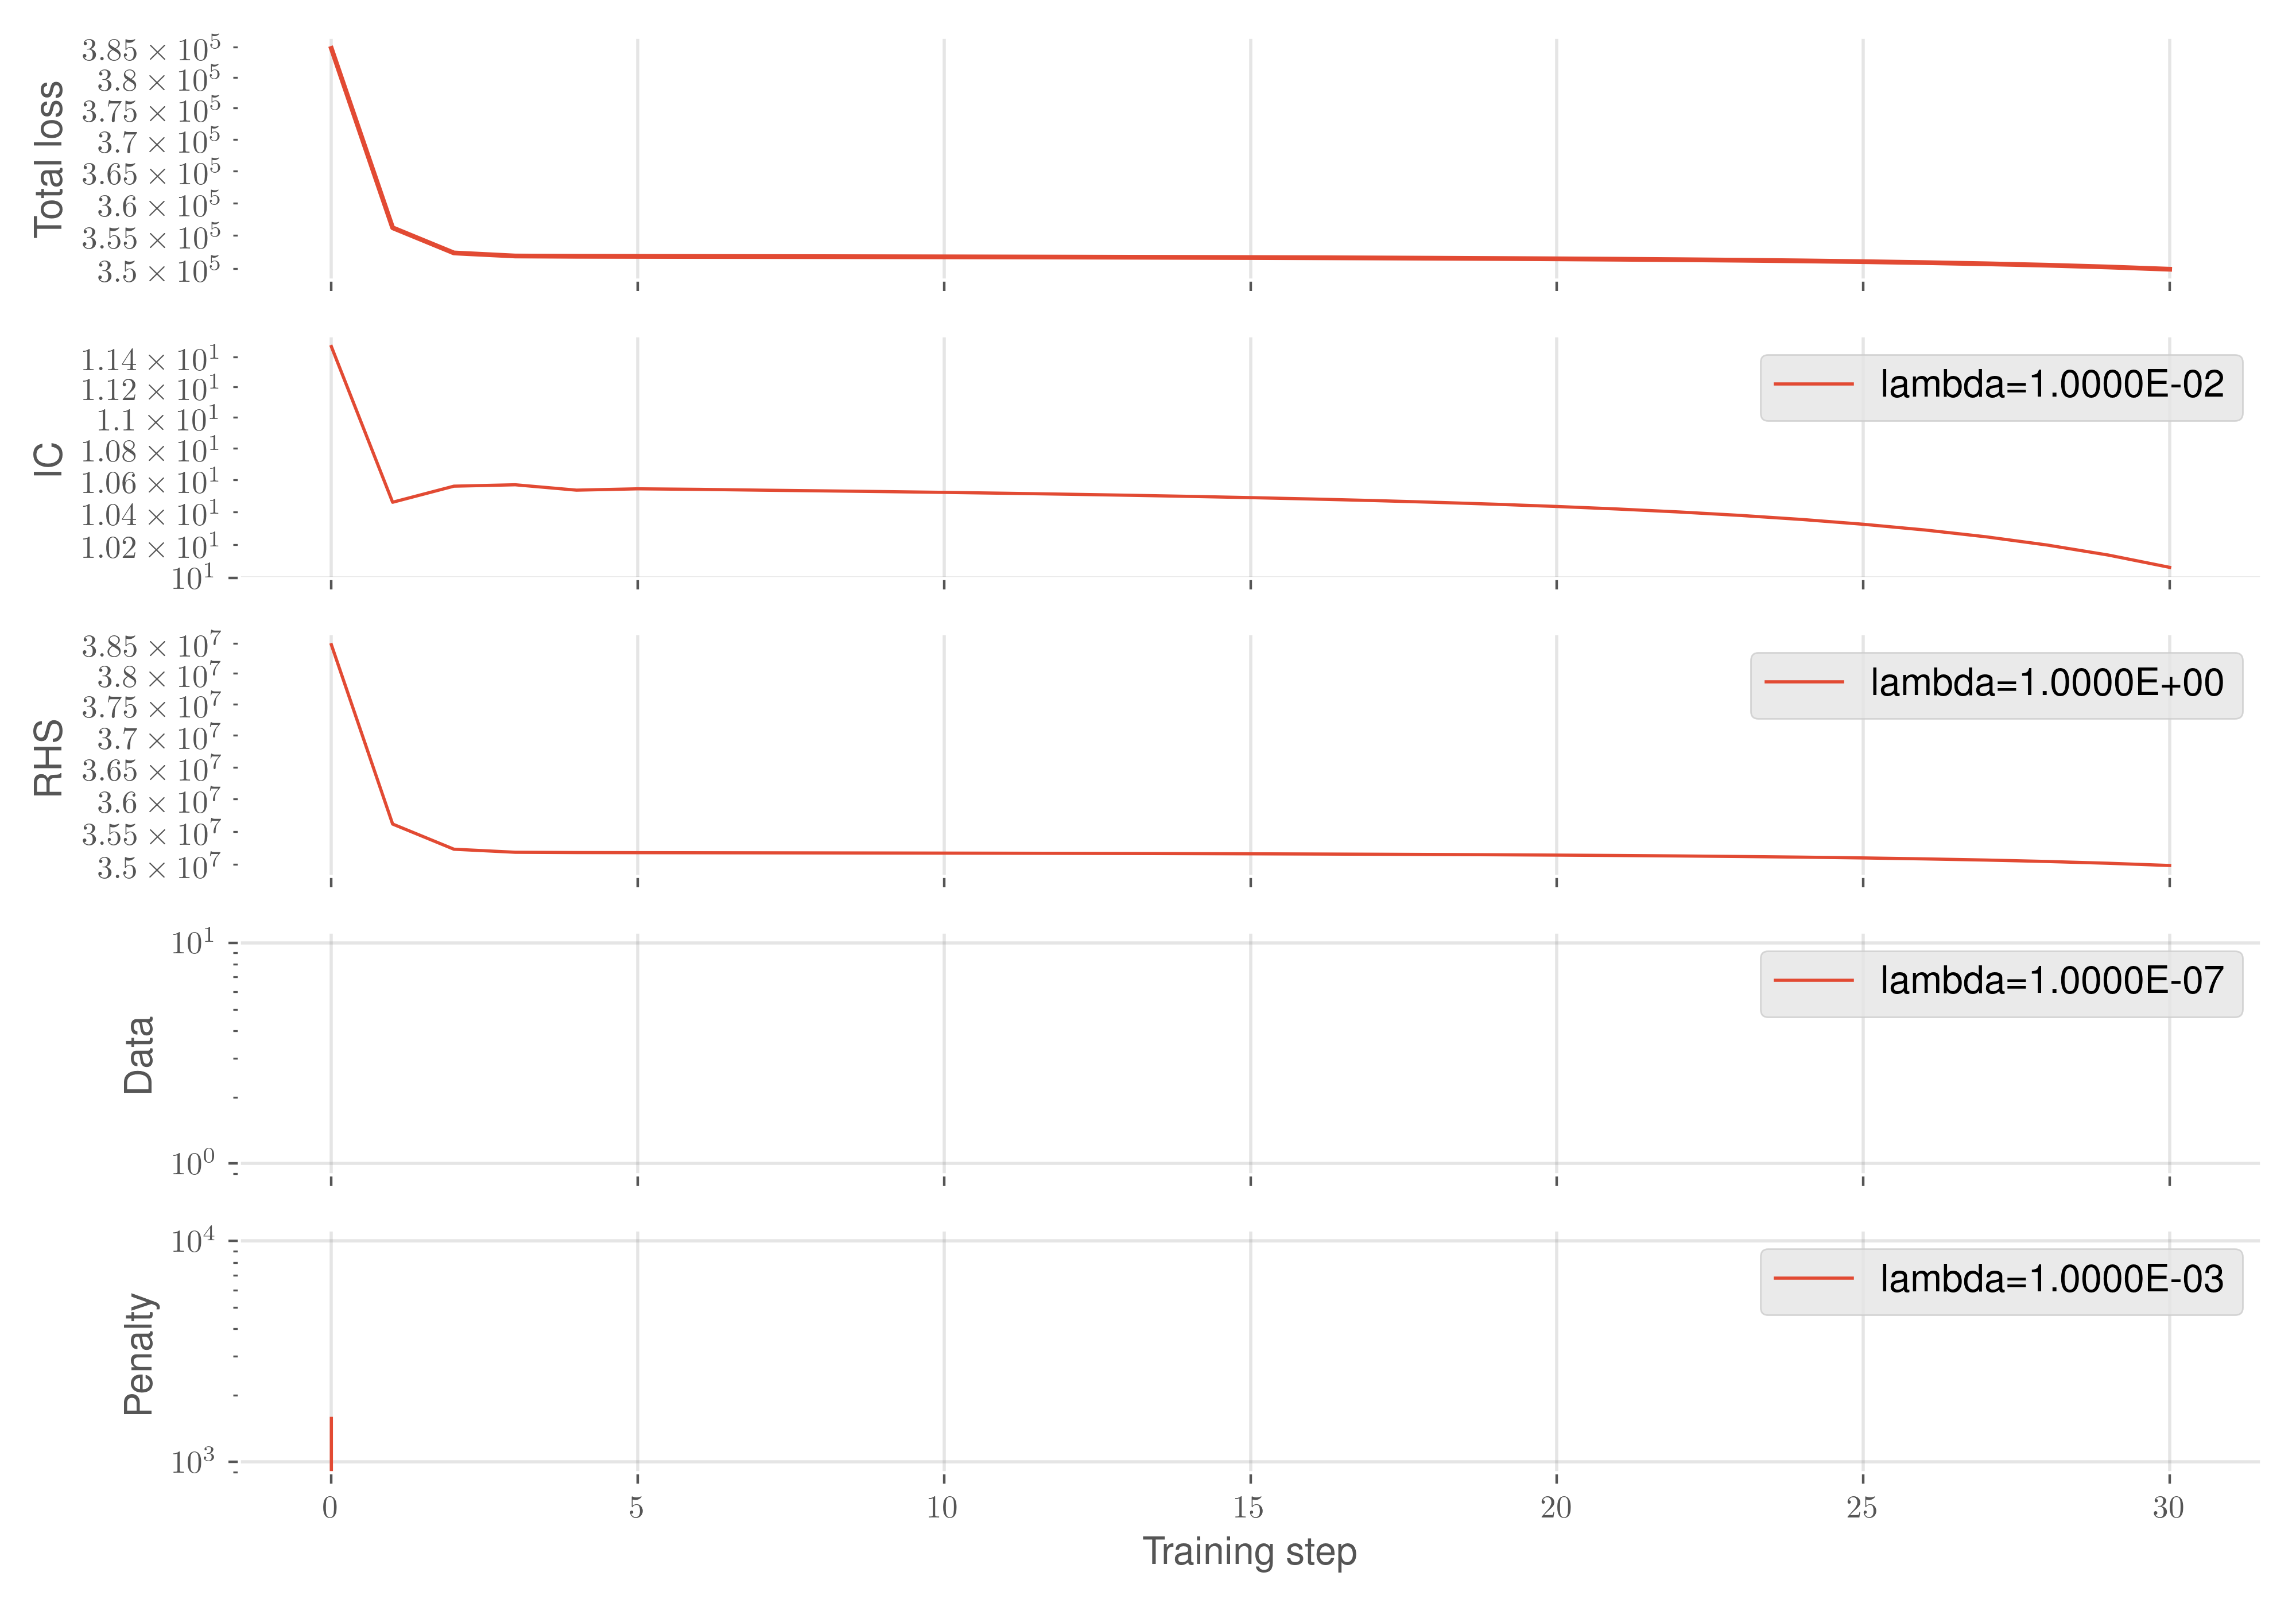 Total loss
3.85 × 10^5
3.8 × 10^5
3.75 × 10^5
3.7 × 10^5
3.65 × 10^5
3.6 × 10^5
3.55 × 10^5
3.5 × 10^5
IC
1.14 × 10^1
1.12 × 10^1
1.1 × 10^1
1.08 × 10^1
1.06 × 10^1
1.04 × 10^1
1.02 × 10^1
10^1
lambda=1.0000E-02
RHS
3.85 × 10^7
3.8 × 10^7
3.75 × 10^7
3.7 × 10^7
3.65 × 10^7
3.6 × 10^7
3.55 × 10^7
3.5 × 10^7
lambda=1.0000E+00
Data
10^1
10^0
lambda=1.0000E-07
Penalty
10^4
10^3
lambda=1.0000E-03
0 5 10 15 20 25 30
Training step